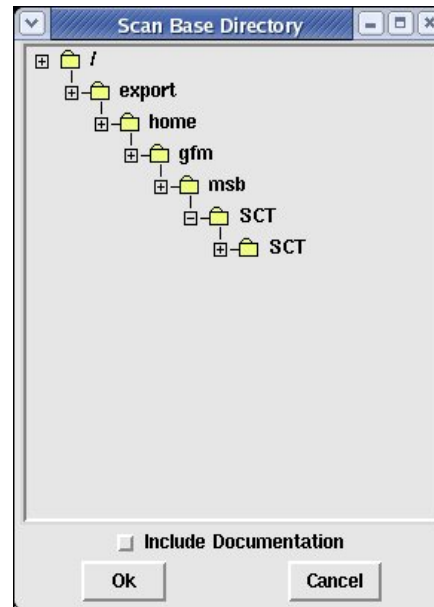 Scan Base Directory
/
export
home
gfm
msb
SCT
SCT
Include Documentation
Ok
Cancel